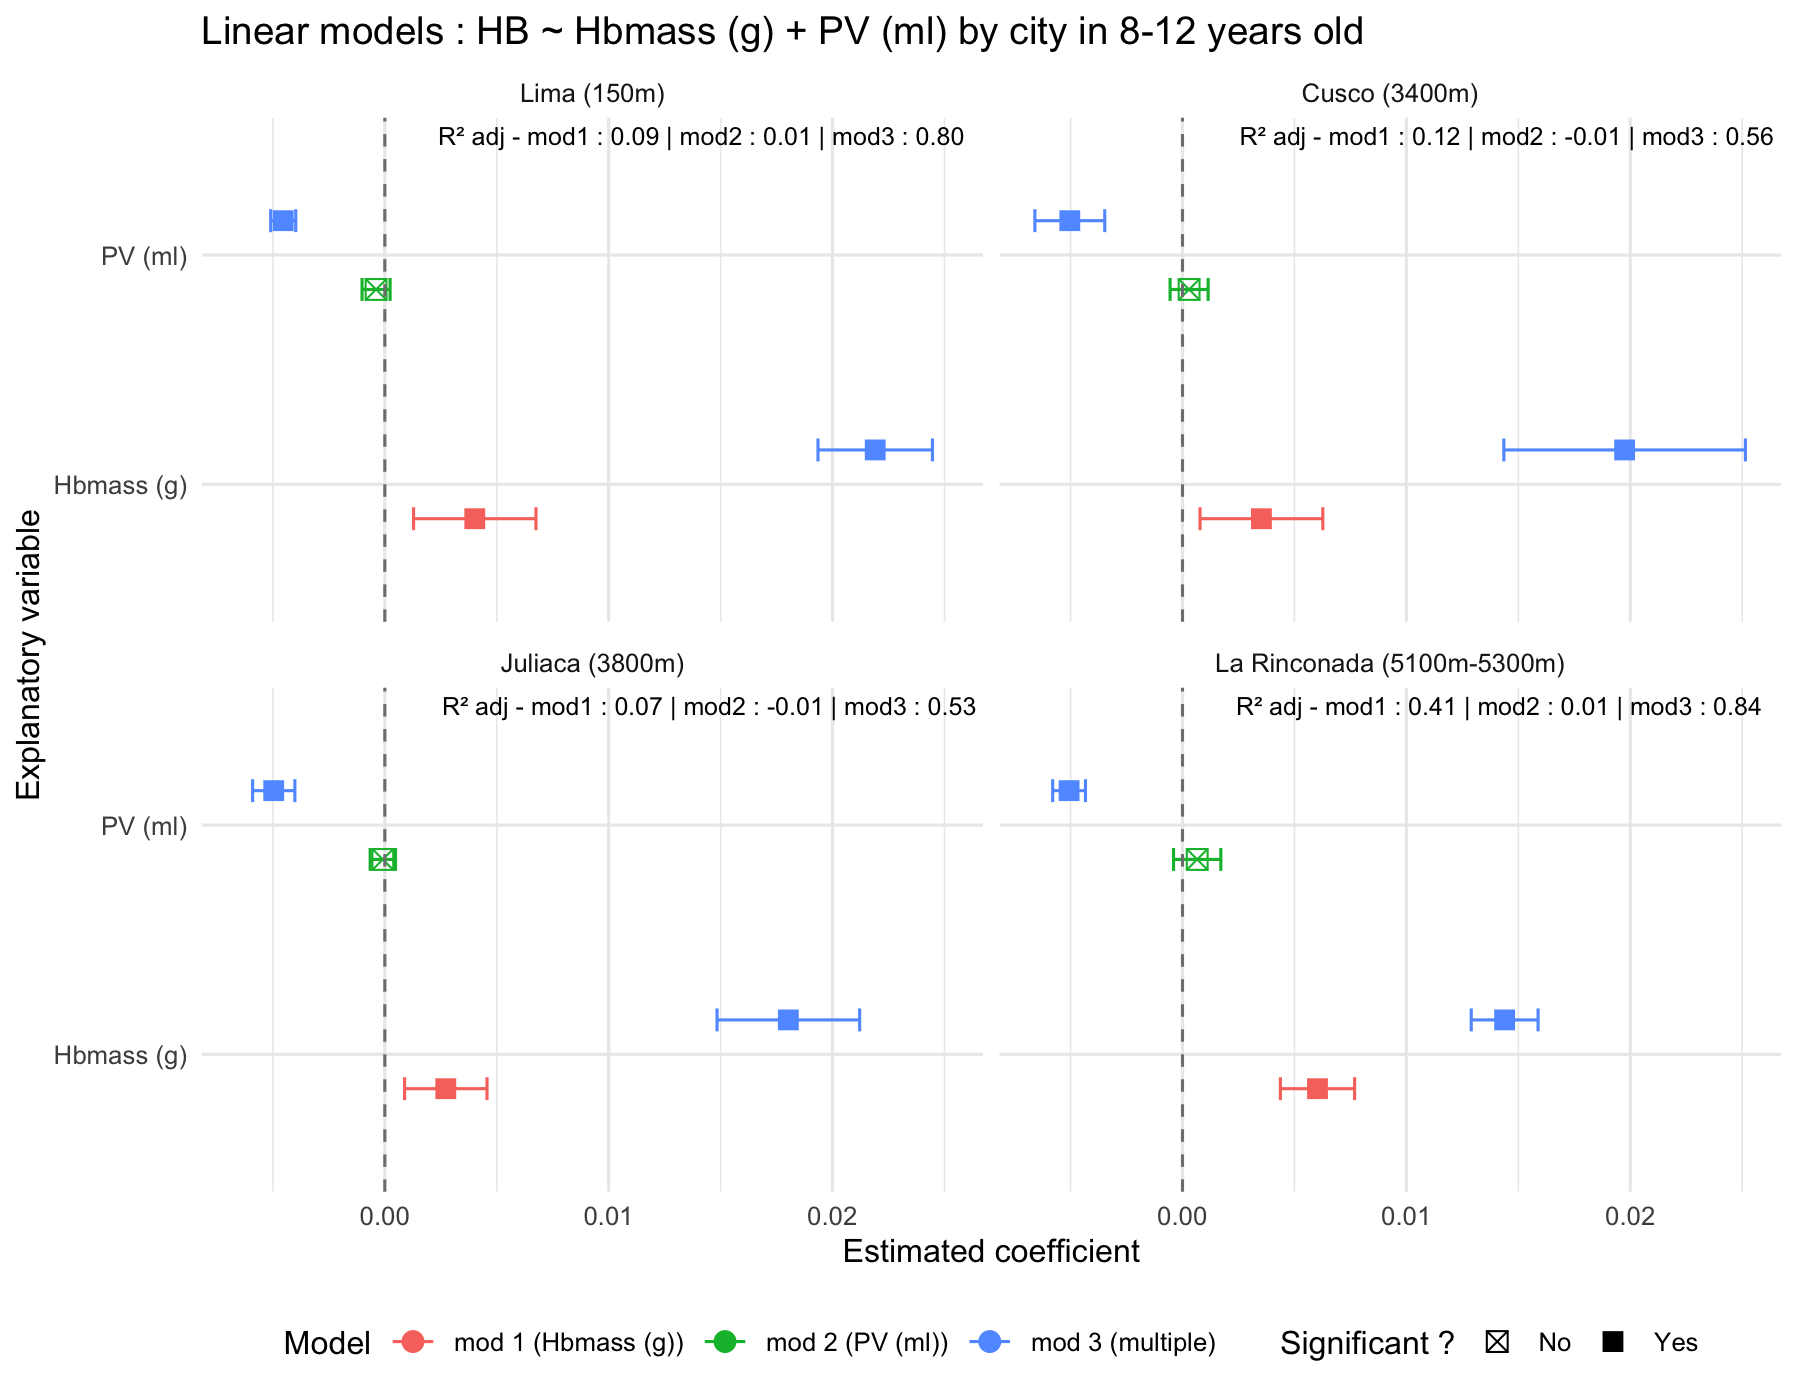 Linear models : HB ~ Hbmass (g) + PV (ml) by city in 8-12 years old
Lima (150m)
R² adj - mod1 : 0.09 | mod2 : 0.01 | mod3 : 0.80
Cusco (3400m)
R² adj - mod1 : 0.12 | mod2 : -0.01 | mod3 : 0.56
PV (ml)
Hbmass (g)
Explanatory variable
Juliaca (3800m)
R² adj - mod1 : 0.07 | mod2 : -0.01 | mod3 : 0.53
La Rinconada (5100m-5300m)
R² adj - mod1 : 0.41 | mod2 : 0.01 | mod3 : 0.84
PV (ml)
Hbmass (g)
0.00 0.01 0.02
0.00 0.01 0.02
Estimated coefficient
Model mod 1 (Hbmass (g)) mod 2 (PV (ml)) mod 3 (multiple) Significant ? No Yes